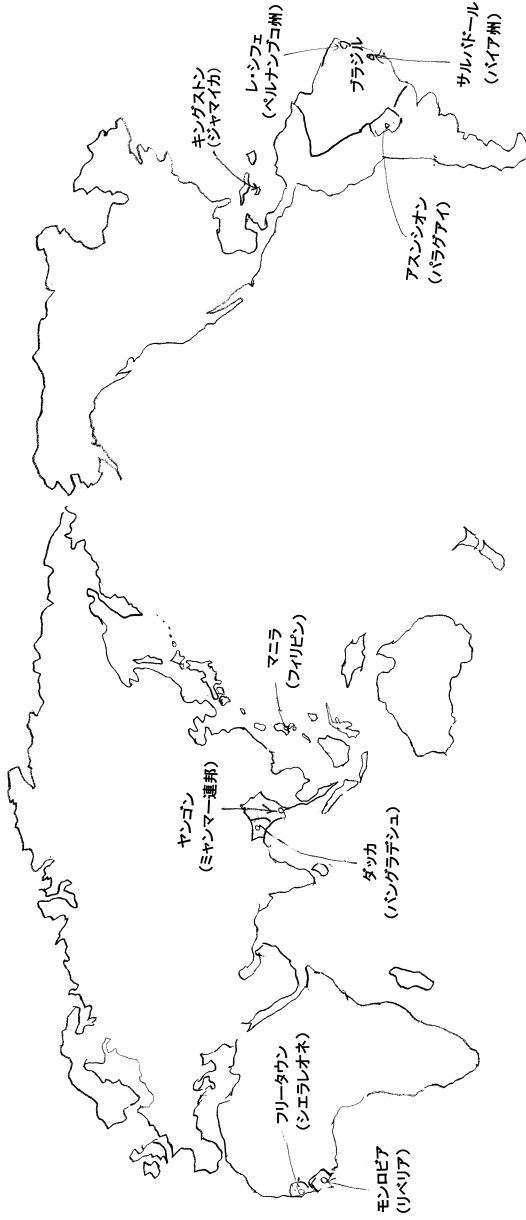 フリータウン
(シエラレオネ)
モンロビア
(リベリア)
ヤンゴン
(ミャンマー連邦)
ダッカ
(バングラデシュ)
マニラ
(フィリピン)
キングストン
(ジャマイカ)
レ・シフェ
(ペルナンブコ州)
ブラジル
サルバドール
(バイア州)
アスンシオン
(パラグアイ)